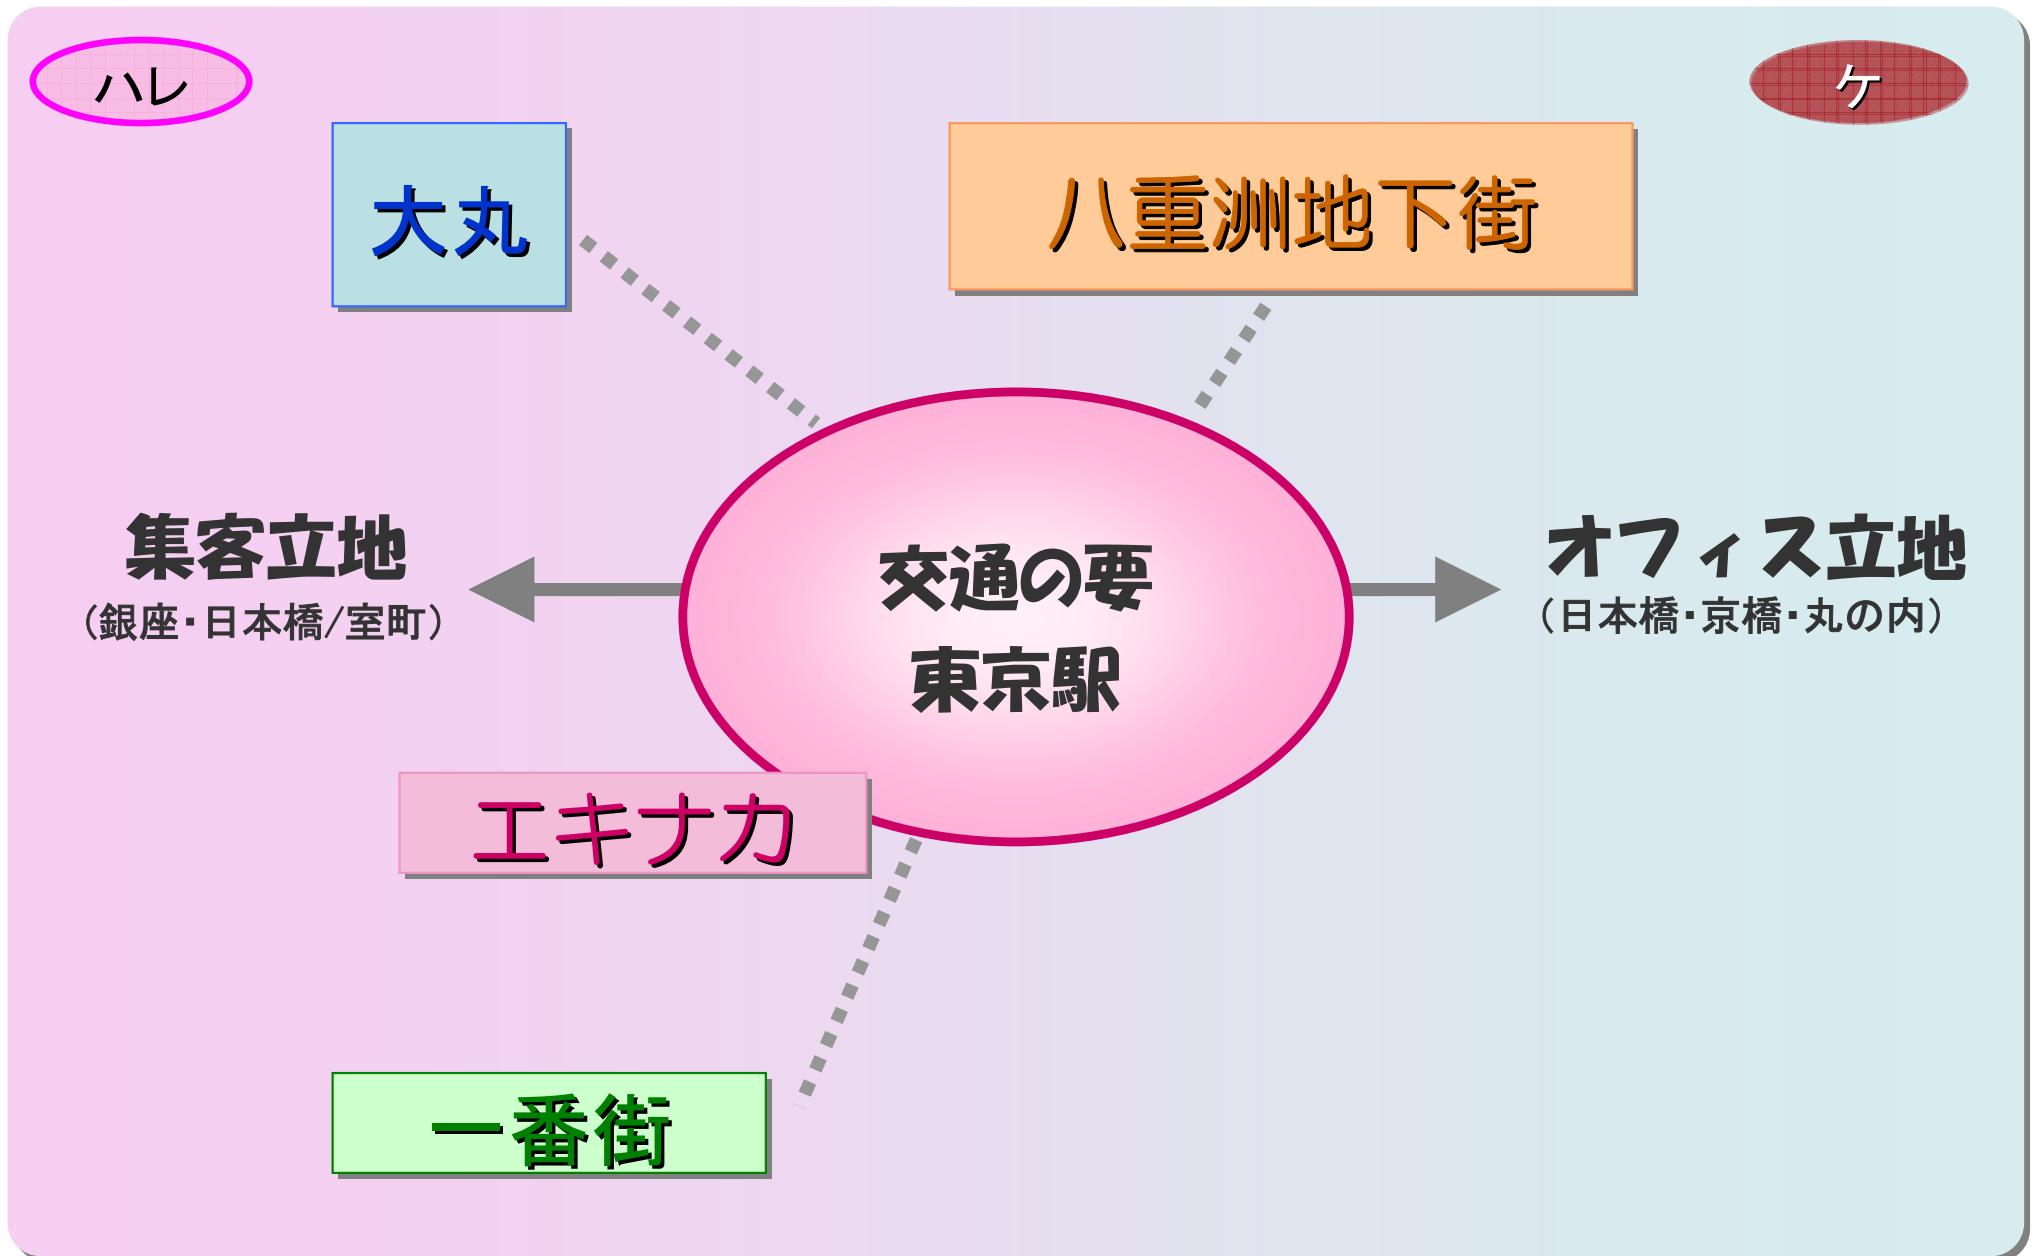 ハレ
ケ
大丸
八重洲地下街
集客立地
（銀座・日本橋/室町）
交通の要
東京駅
オフィス立地
（日本橋・京橋・丸の内）
エキナカ
一番街